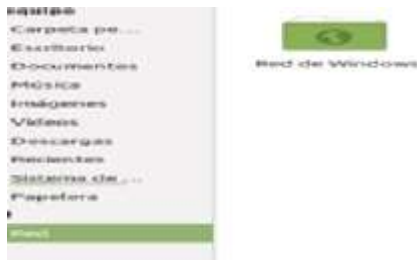 equipo
Carpeta pe...
Escritorio
Documentos
Música
Imágenes
Vídeos
Descargas
Recientes
Sistema de ...
Papelera
Red
Red de Windows